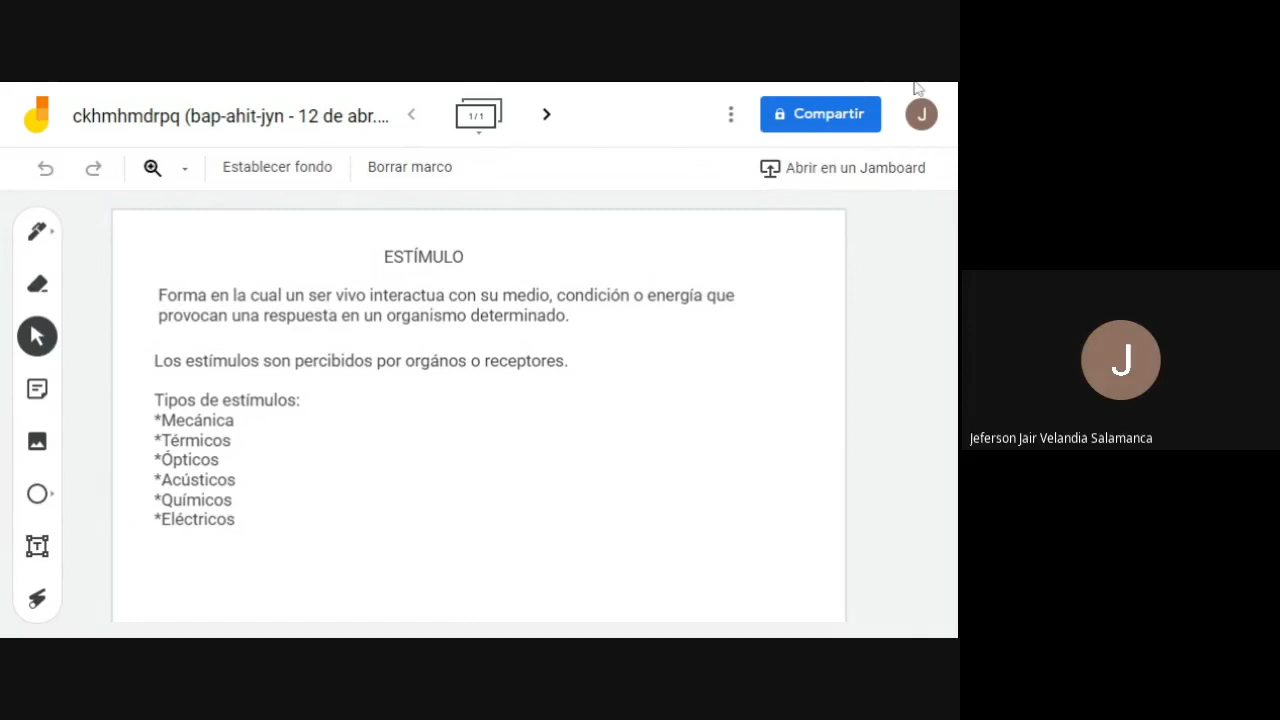 ckhmhmdrpq (bap-ahit-jyn - 12 de abr....
1/1
Compartir
J
Establecer fondo
Borrar marco
Abrir en un Jamboard
ESTÍMULO
Forma en la cual un ser vivo interactua con su medio, condición o energía que
provocan una respuesta en un organismo determinado.
Los estímulos son percibidos por orgános o receptores.
Tipos de estímulos:
*Mecánica
*Térmicos
*Ópticos
*Acústicos
*Químicos
*Eléctricos
J
Jeferson Jair Velandia Salamanca